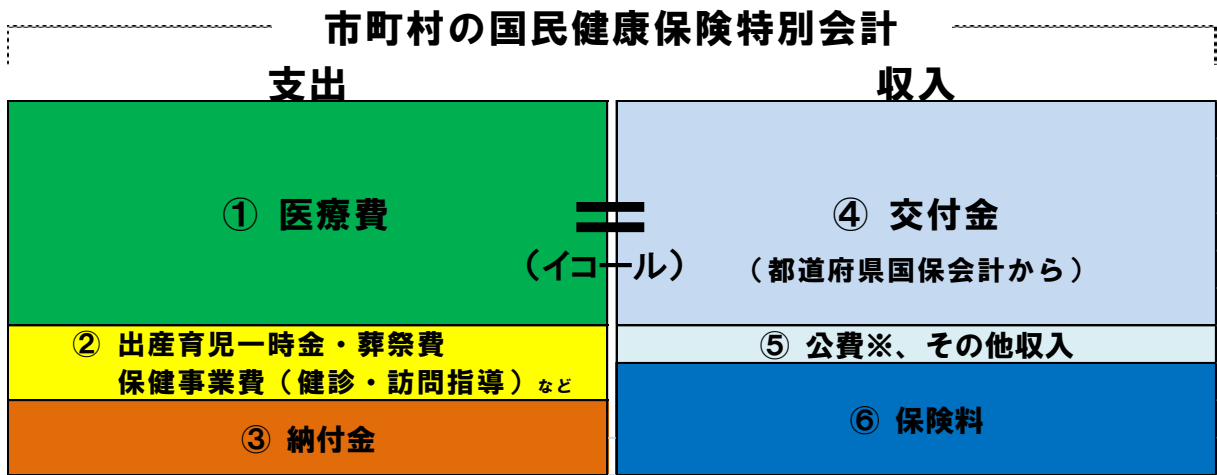 市町村の国民健康保険特別会計
支出
収入
① 医療費
=
(イコール)
④ 交付金
(都道府県国保会計から)
② 出産育児一時金・葬祭費
保健事業費(健診・訪問指導)など
③ 納付金
⑤ 公費※、その他収入
⑥ 保険料